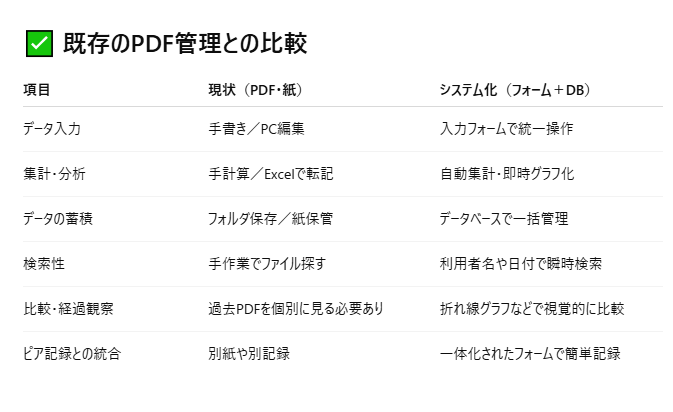 ✅ 既存のPDF管理との比較
項目 現状（PDF・紙） システム化（フォーム＋DB）
データ入力 手書き／PC編集 入力フォームで統一操作
集計・分析 手計算／Excelで転記 自動集計・即時グラフ化
データの蓄積 フォルダ保存／紙保管 データベースで一括管理
検索性 手作業でファイル探す 利用者名や日付で瞬時検索
比較・経過観察 過去PDFを個別に見る必要あり 折れ線グラフなどで視覚的に比較
ピア記録との統合 別紙や別記録 一体化されたフォームで簡単記録